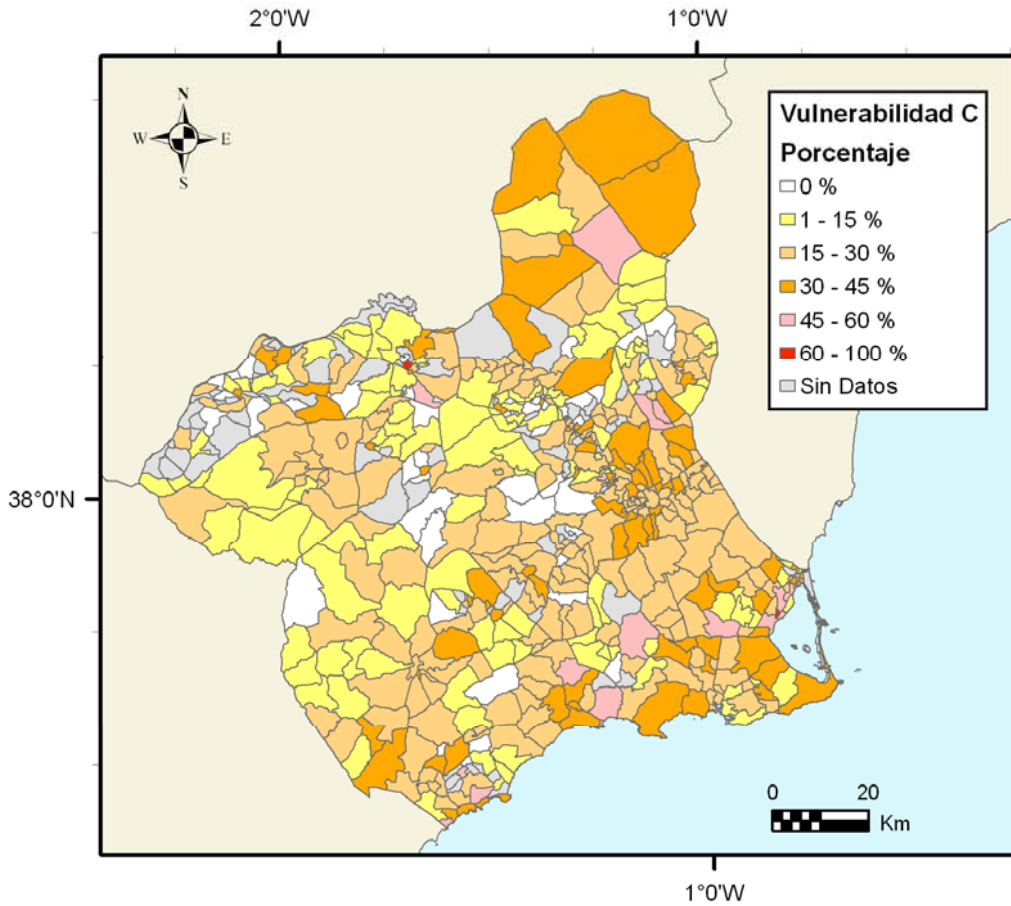 2°0'W 1°0'W
N
W E
S
Vulnerabilidad C
Porcentaje
0 %
1 - 15 %
15 - 30 %
30 - 45 %
45 - 60 %
60 - 100 %
Sin Datos
38°0'N
0 20
Km
1°0'W